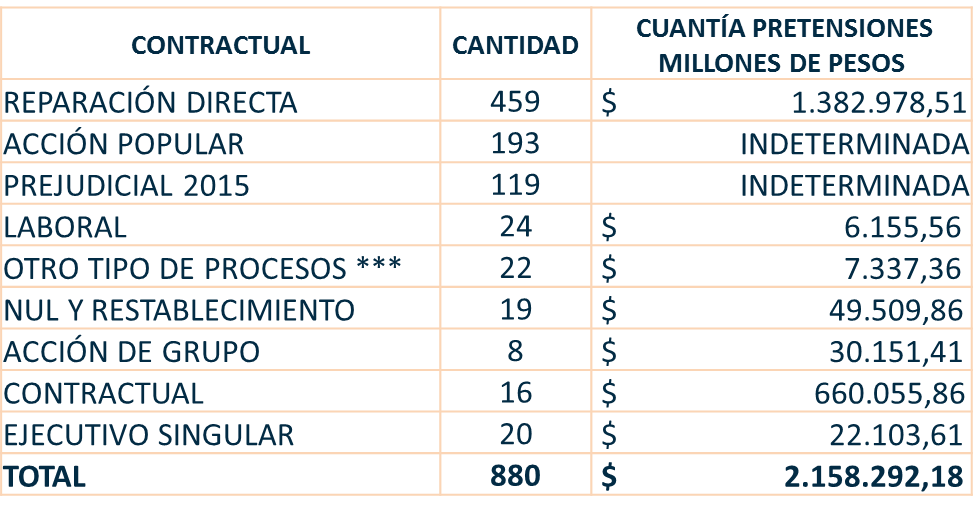 CONTRACTUAL CANTIDAD CUANTÍA PRETENSIONES
MILLONES DE PESOS
REPARACIÓN DIRECTA 459 $ 1.382.978,51
ACCIÓN POPULAR 193 INDETERMINADA
PREJUDICIAL 2015 119 INDETERMINADA
LABORAL 24 $ 6.155,56
OTRO TIPO DE PROCESOS *** 22 $ 7.337,36
NUL Y RESTABLECIMIENTO 19 $ 49.509,86
ACCIÓN DE GRUPO 8 $ 30.151,41
CONTRACTUAL 16 $ 660.055,86
EJECUTIVO SINGULAR 20 $ 22.103,61
TOTAL 880 $ 2.158.292,18